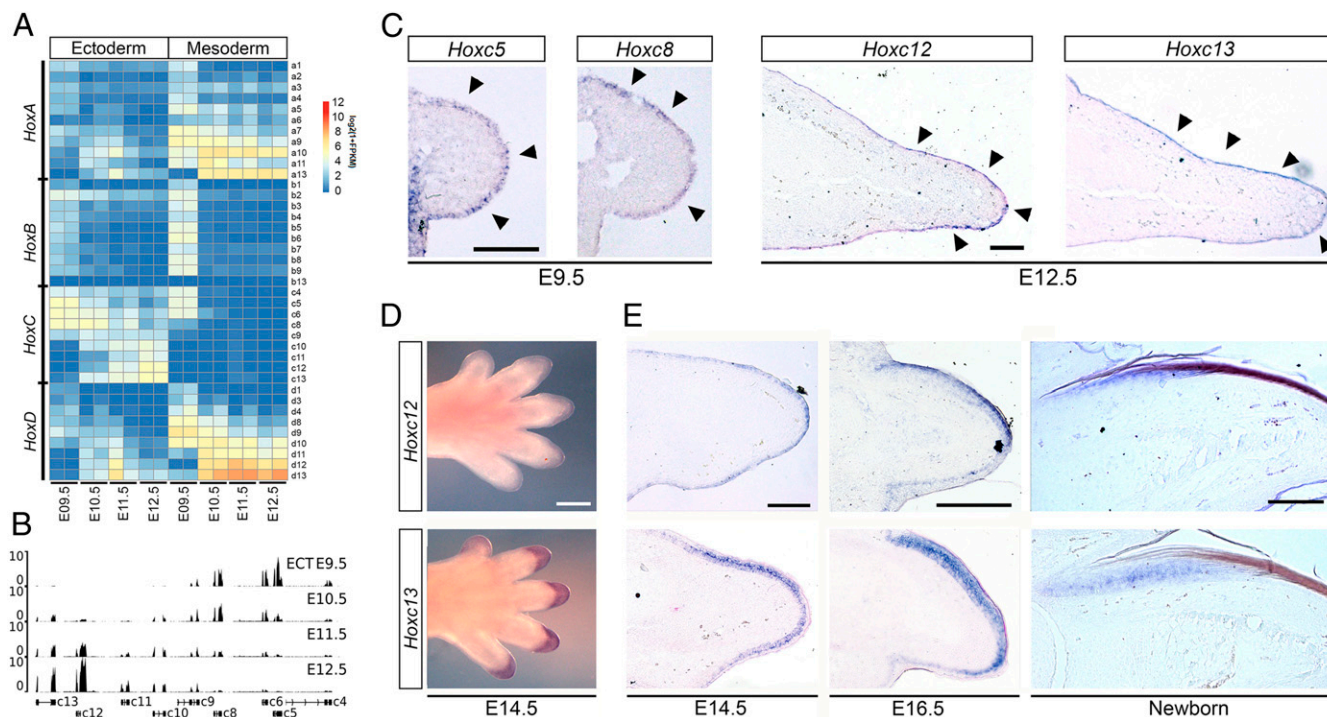 A
Ectoderm Mesoderm
HoxA
HoxB
HoxC
HoxD
a1
a2
a3
a4
a5
a6
a7
a9
a10
a11
a13
b1
b2
b3
b4
b5
b6
b7
b8
b9
b13
c4
c5
c6
c8
c9
c10
c11
c12
c13
d1
d3
d4
d8
d9
d10
d11
d12
d13
12
10
8
6
4
2
0
log2(1+FPKM)
E09.5 E10.5 E11.5 E12.5 E09.5 E10.5 E11.5 E12.5
B
10
0
ECT E9.5
10
0
E10.5
10
0
E11.5
10
0
E12.5
c13 c11 c9 c6 c4
c12 c10 c8 c5
C
Hoxc5 Hoxc8 Hoxc12 Hoxc13
E9.5 E12.5
D
E
Hoxc12
Hoxc13
E14.5 E14.5 E16.5 Newborn